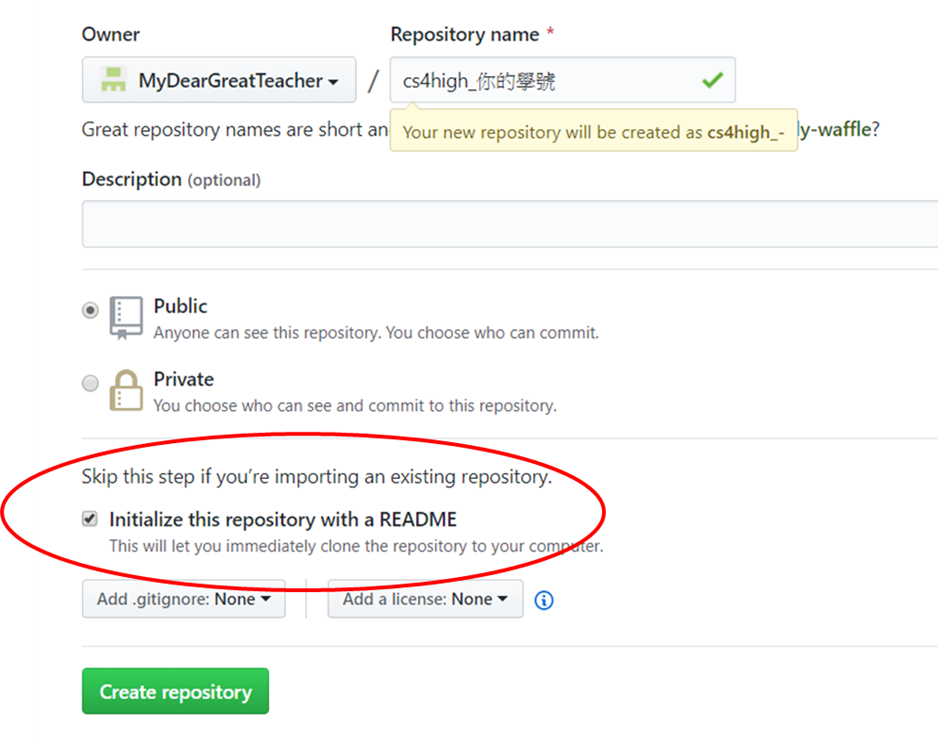 Owner
Repository name *
MyDearGreatTeacher
/
cs4high_你的學號
Great repository names are short an
Your new repository will be created as cs4high_-
ly-waffle?
Description (optional)
Public
Anyone can see this repository. You choose who can commit.
Private
You choose who can see and commit to this repository.
Skip this step if you're importing an existing repository.
Initialize this repository with a README
This will let you immediately clone the repository to your computer.
Add .gitignore: None
Add a license: None
Create repository